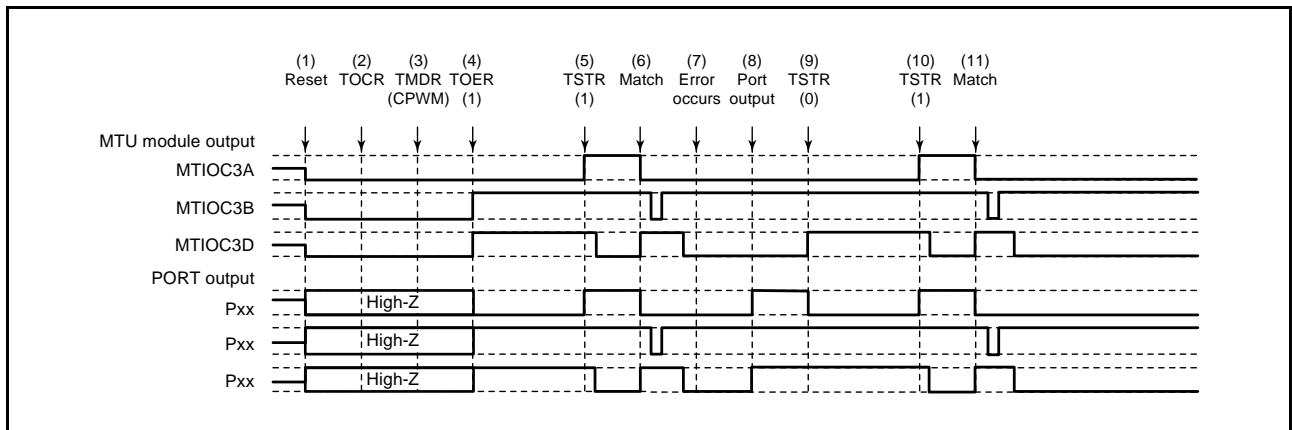 (1) (2) (3) (4) (5) (6) (7) (8) (9) (10) (11)
Reset TOCR TMDR TOER TSTR Match Error Port TSTR TSTR Match
(CPWM) (1) (1) occurs output (0) (1)
MTU module output
MTIOC3A
MTIOC3B
MTIOC3D
PORT output
Pxx High-Z
Pxx High-Z
Pxx High-Z